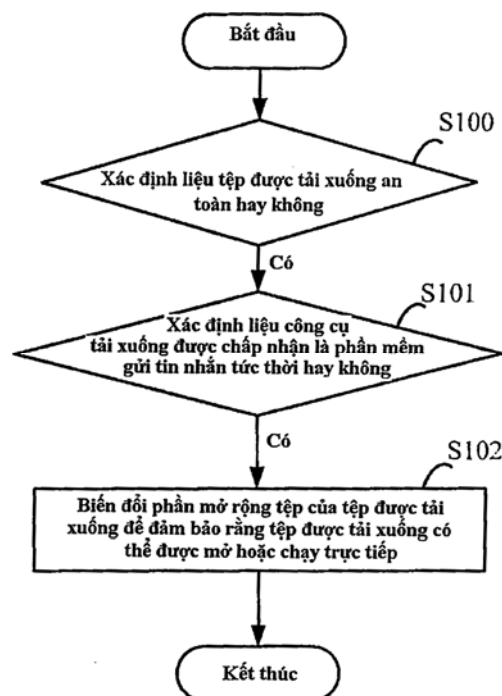 Bắt đầu
S100
Xác định liệu tệp được tải xuống an
toàn hay không
Có
S101
Xác định liệu công cụ
tải xuống được chấp nhận là phần mềm
gửi tin nhắn tức thời hay không
Có
S102
Biến đổi phần mở rộng tệp của tệp được tải
xuống để đảm bảo rằng tệp được tải xuống có
thể được mở hoặc chạy trực tiếp
Kết thúc